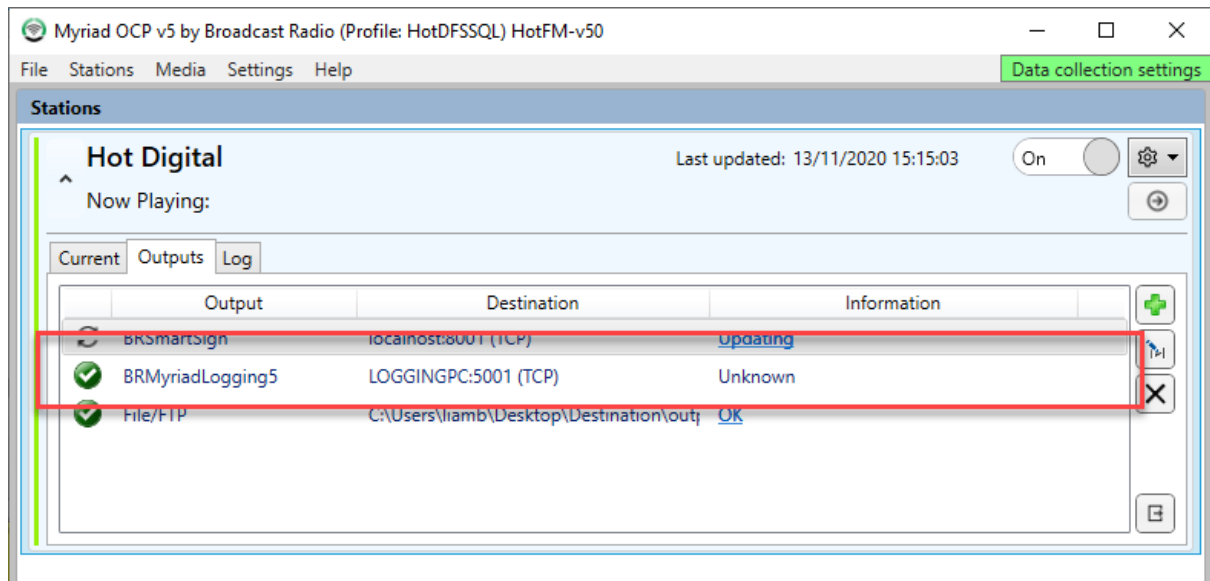 Myriad OCP v5 by Broadcast Radio (Profile: HotDFSSQL) HotFM-v50
File Stations Media Settings Help Data collection settings
Stations
Hot Digital Last updated: 13/11/2020 15:15:03 On
Now Playing:
Current Outputs Log
Output Destination Information
BRSmartSign localhost:8001 (TCP) Updating
BRMyriadLogging5 LOGGINGPC:5001 (TCP) Unknown
File/FTP C:\Users\liamb\Desktop\Destination\outp OK